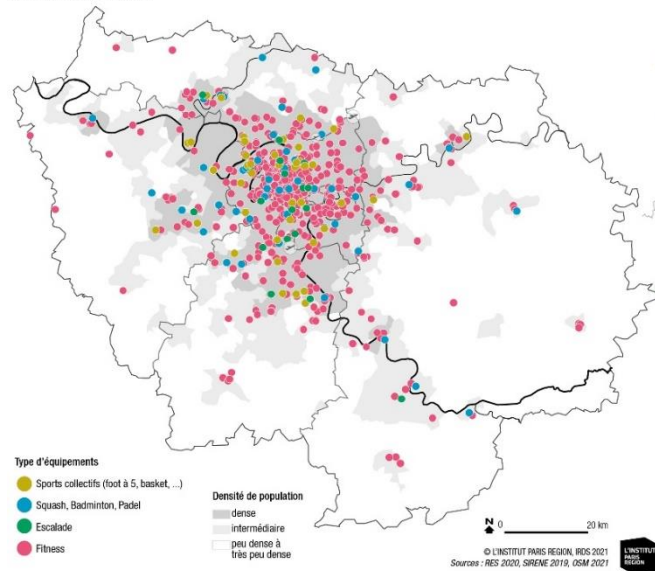 Type d'équipements
Sports collectifs (foot à 5, basket, ...)
Squash, Badminton, Padel
Escalade
Fitness
Densité de population
dense
intermédiaire
peu dense à
très peu dense
N
0 20 km
© L'INSTITUT PARIS REGION, IRDS 2021
Sources : RES 2020, SIRENE 2019, OSM 2021
L'INSTITUT
PARIS
REGION